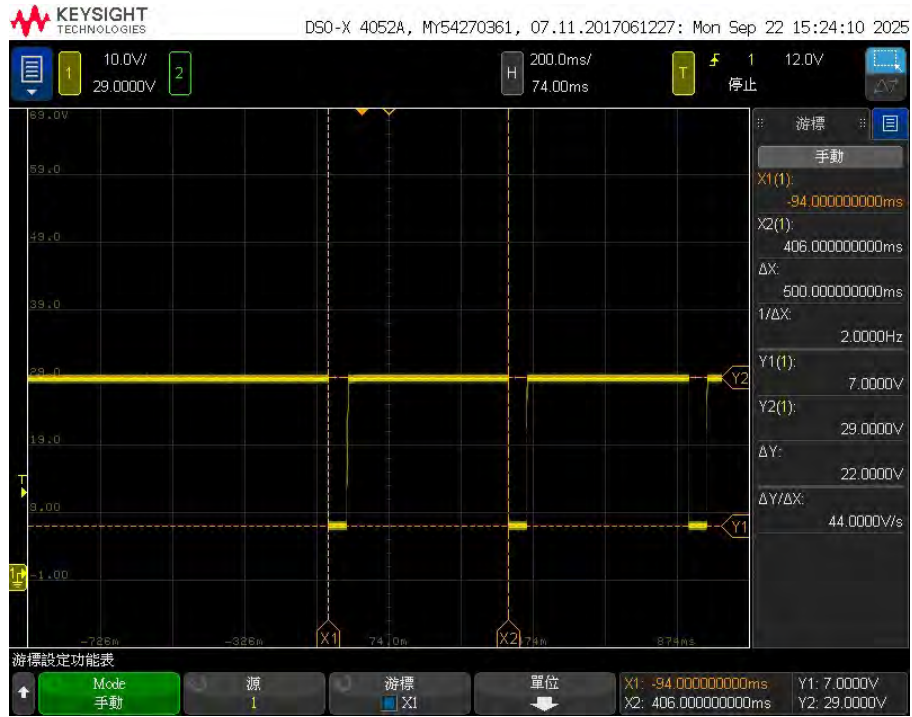 KEYSIGHT
TECHNOLOGIES
DSO-X 4052A, MY54270361, 07.11.2017061227: Mon Sep 22 15:24:10 2025
1 10.0V/ 2 H 200.0ms/ T 1 12.0V
29.0000V 74.00ms 停止
69.0V
59.0
49.0
39.0
29.0
19.0
9.00
-1.00
T
Y2
Y1
X1
X2
-726m -326m 74.0m 474m 874ms
游標
手動
X1(1):
-94.000000000ms
X2(1):
406.000000000ms
ΔX:
500.000000000ms
1/ΔX:
2.0000Hz
Y1(1):
7.0000V
Y2(1):
29.0000V
ΔY:
22.0000V
ΔY/ΔX:
44.0000V/s
游標設定功能表
Mode 源 游標 單位 X1: -94.000000000ms Y1: 7.0000V
手動 1 X1 X2: 406.000000000ms Y2: 29.0000V